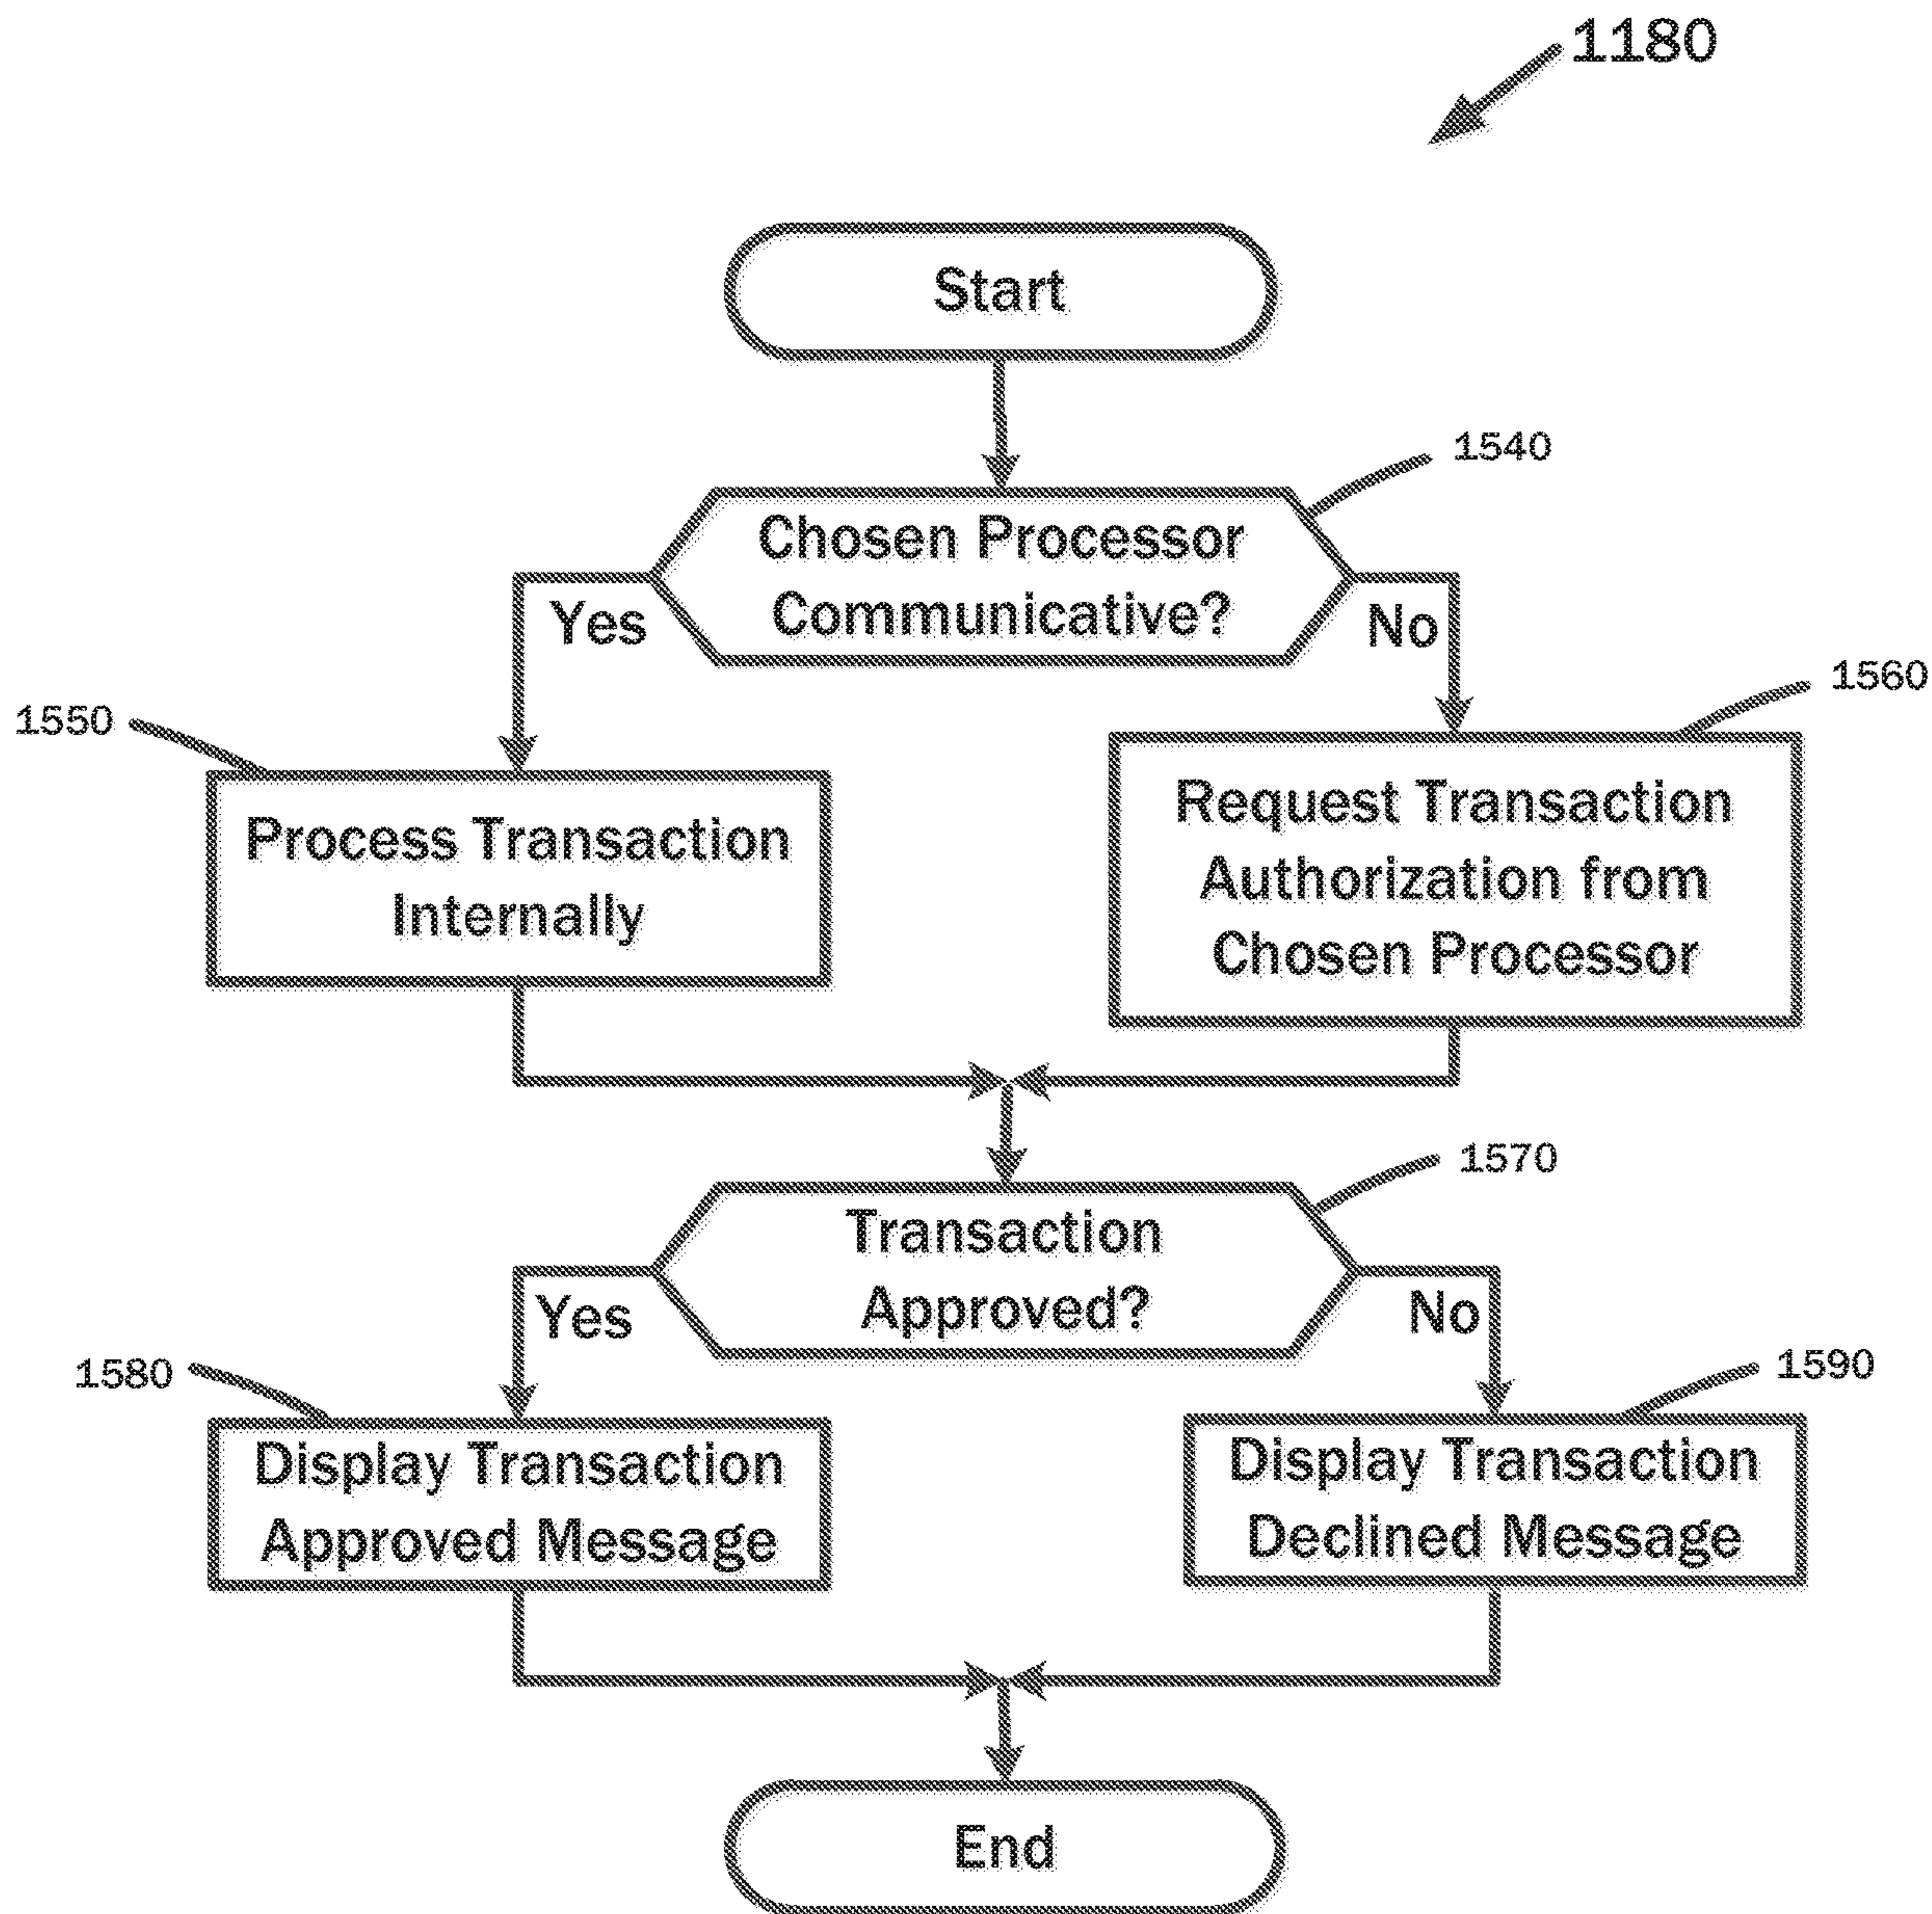 1180
Start
1540
Chosen Processor
Communicative?
Yes
No
1550
1560
Process Transaction
Internally
Request Transaction
Authorization from
Chosen Processor
1570
Transaction
Approved?
Yes
No
1580
1590
Display Transaction
Approved Message
Display Transaction
Declined Message
End